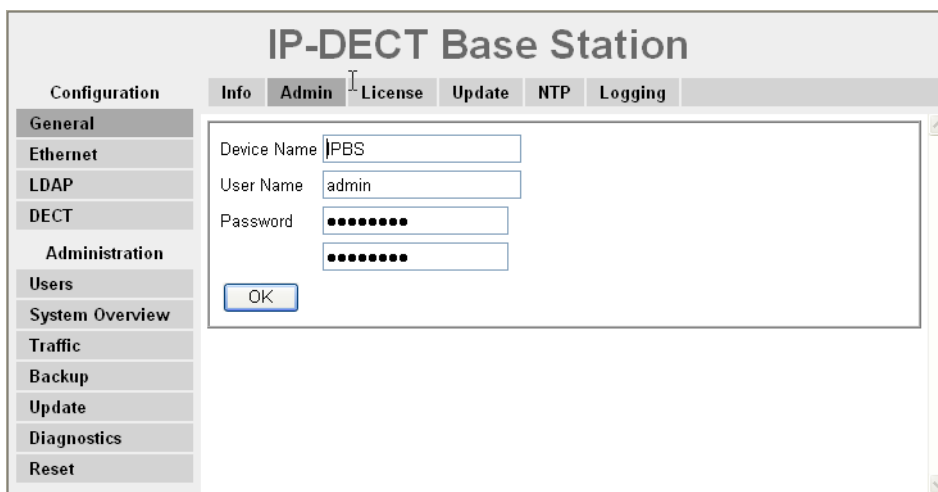 IP-DECT Base Station
Configuration
General
Ethernet
LDAP
DECT
Administration
Users
System Overview
Traffic
Backup
Update
Diagnostics
Reset
Info Admin License Update NTP Logging
Device Name IPBS
User Name admin
Password ●●●●●●●●
●●●●●●●●
OK